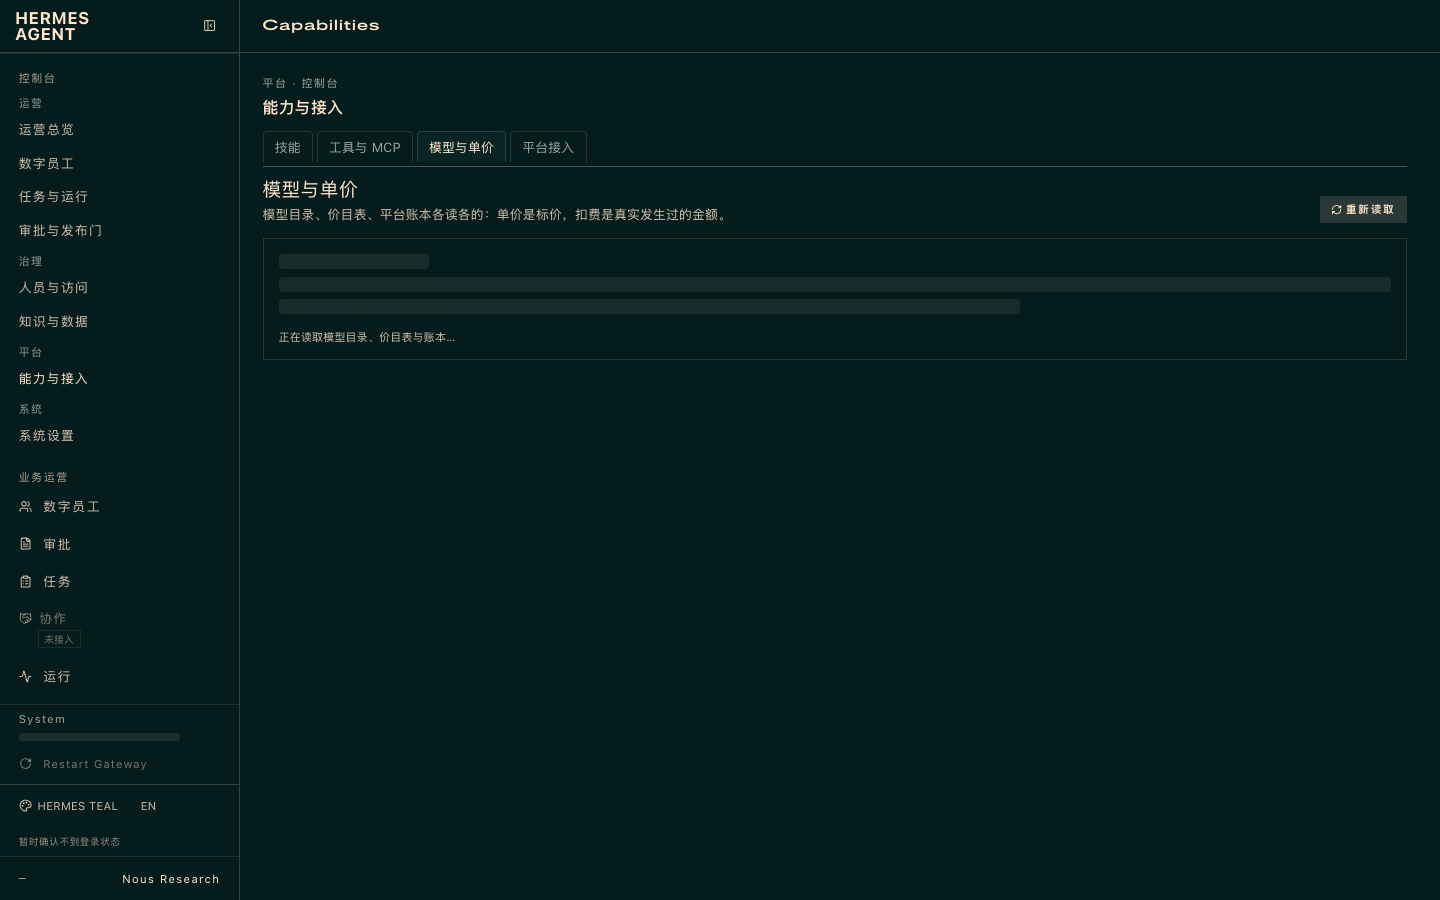 HERMES
AGENT
Capabilities
控制台
运营
运营总览
数字员工
任务与运行
审批与发布门
治理
人员与访问
知识与数据
平台
能力与接入
系统
系统设置
业务运营
数字员工
审批
任务
协作
未接入
运行
System
Restart Gateway
HERMES TEAL EN
暂时确认不到登录状态
– Nous Research
平台 · 控制台
能力与接入
技能 工具与 MCP 模型与单价 平台接入
模型与单价
模型目录、价目表、平台账本各读各的：单价是标价，扣费是真实发生过的金额。
重新读取
正在读取模型目录、价目表与账本...